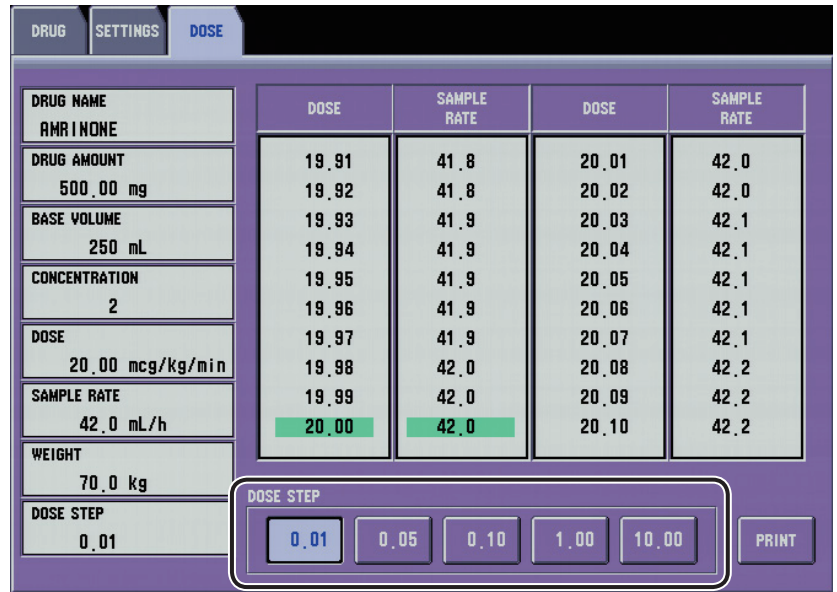 DRUG SETTINGS DOSE
DRUG NAME
AMRINONE
DRUG AMOUNT
500.00 mg
BASE VOLUME
250 mL
CONCENTRATION
2
DOSE
20.00 mcg/kg/min
SAMPLE RATE
42.0 mL/h
WEIGHT
70.0 kg
DOSE STEP
0.01
DOSE SAMPLE RATE DOSE SAMPLE RATE
19.91 41.8 20.01 42.0
19.92 41.8 20.02 42.0
19.93 41.9 20.03 42.1
19.94 41.9 20.04 42.1
19.95 41.9 20.05 42.1
19.96 41.9 20.06 42.1
19.97 41.9 20.07 42.1
19.98 42.0 20.08 42.2
19.99 42.0 20.09 42.2
20.00 42.0 20.10 42.2
DOSE STEP
0.01 0.05 0.10 1.00 10.00 PRINT